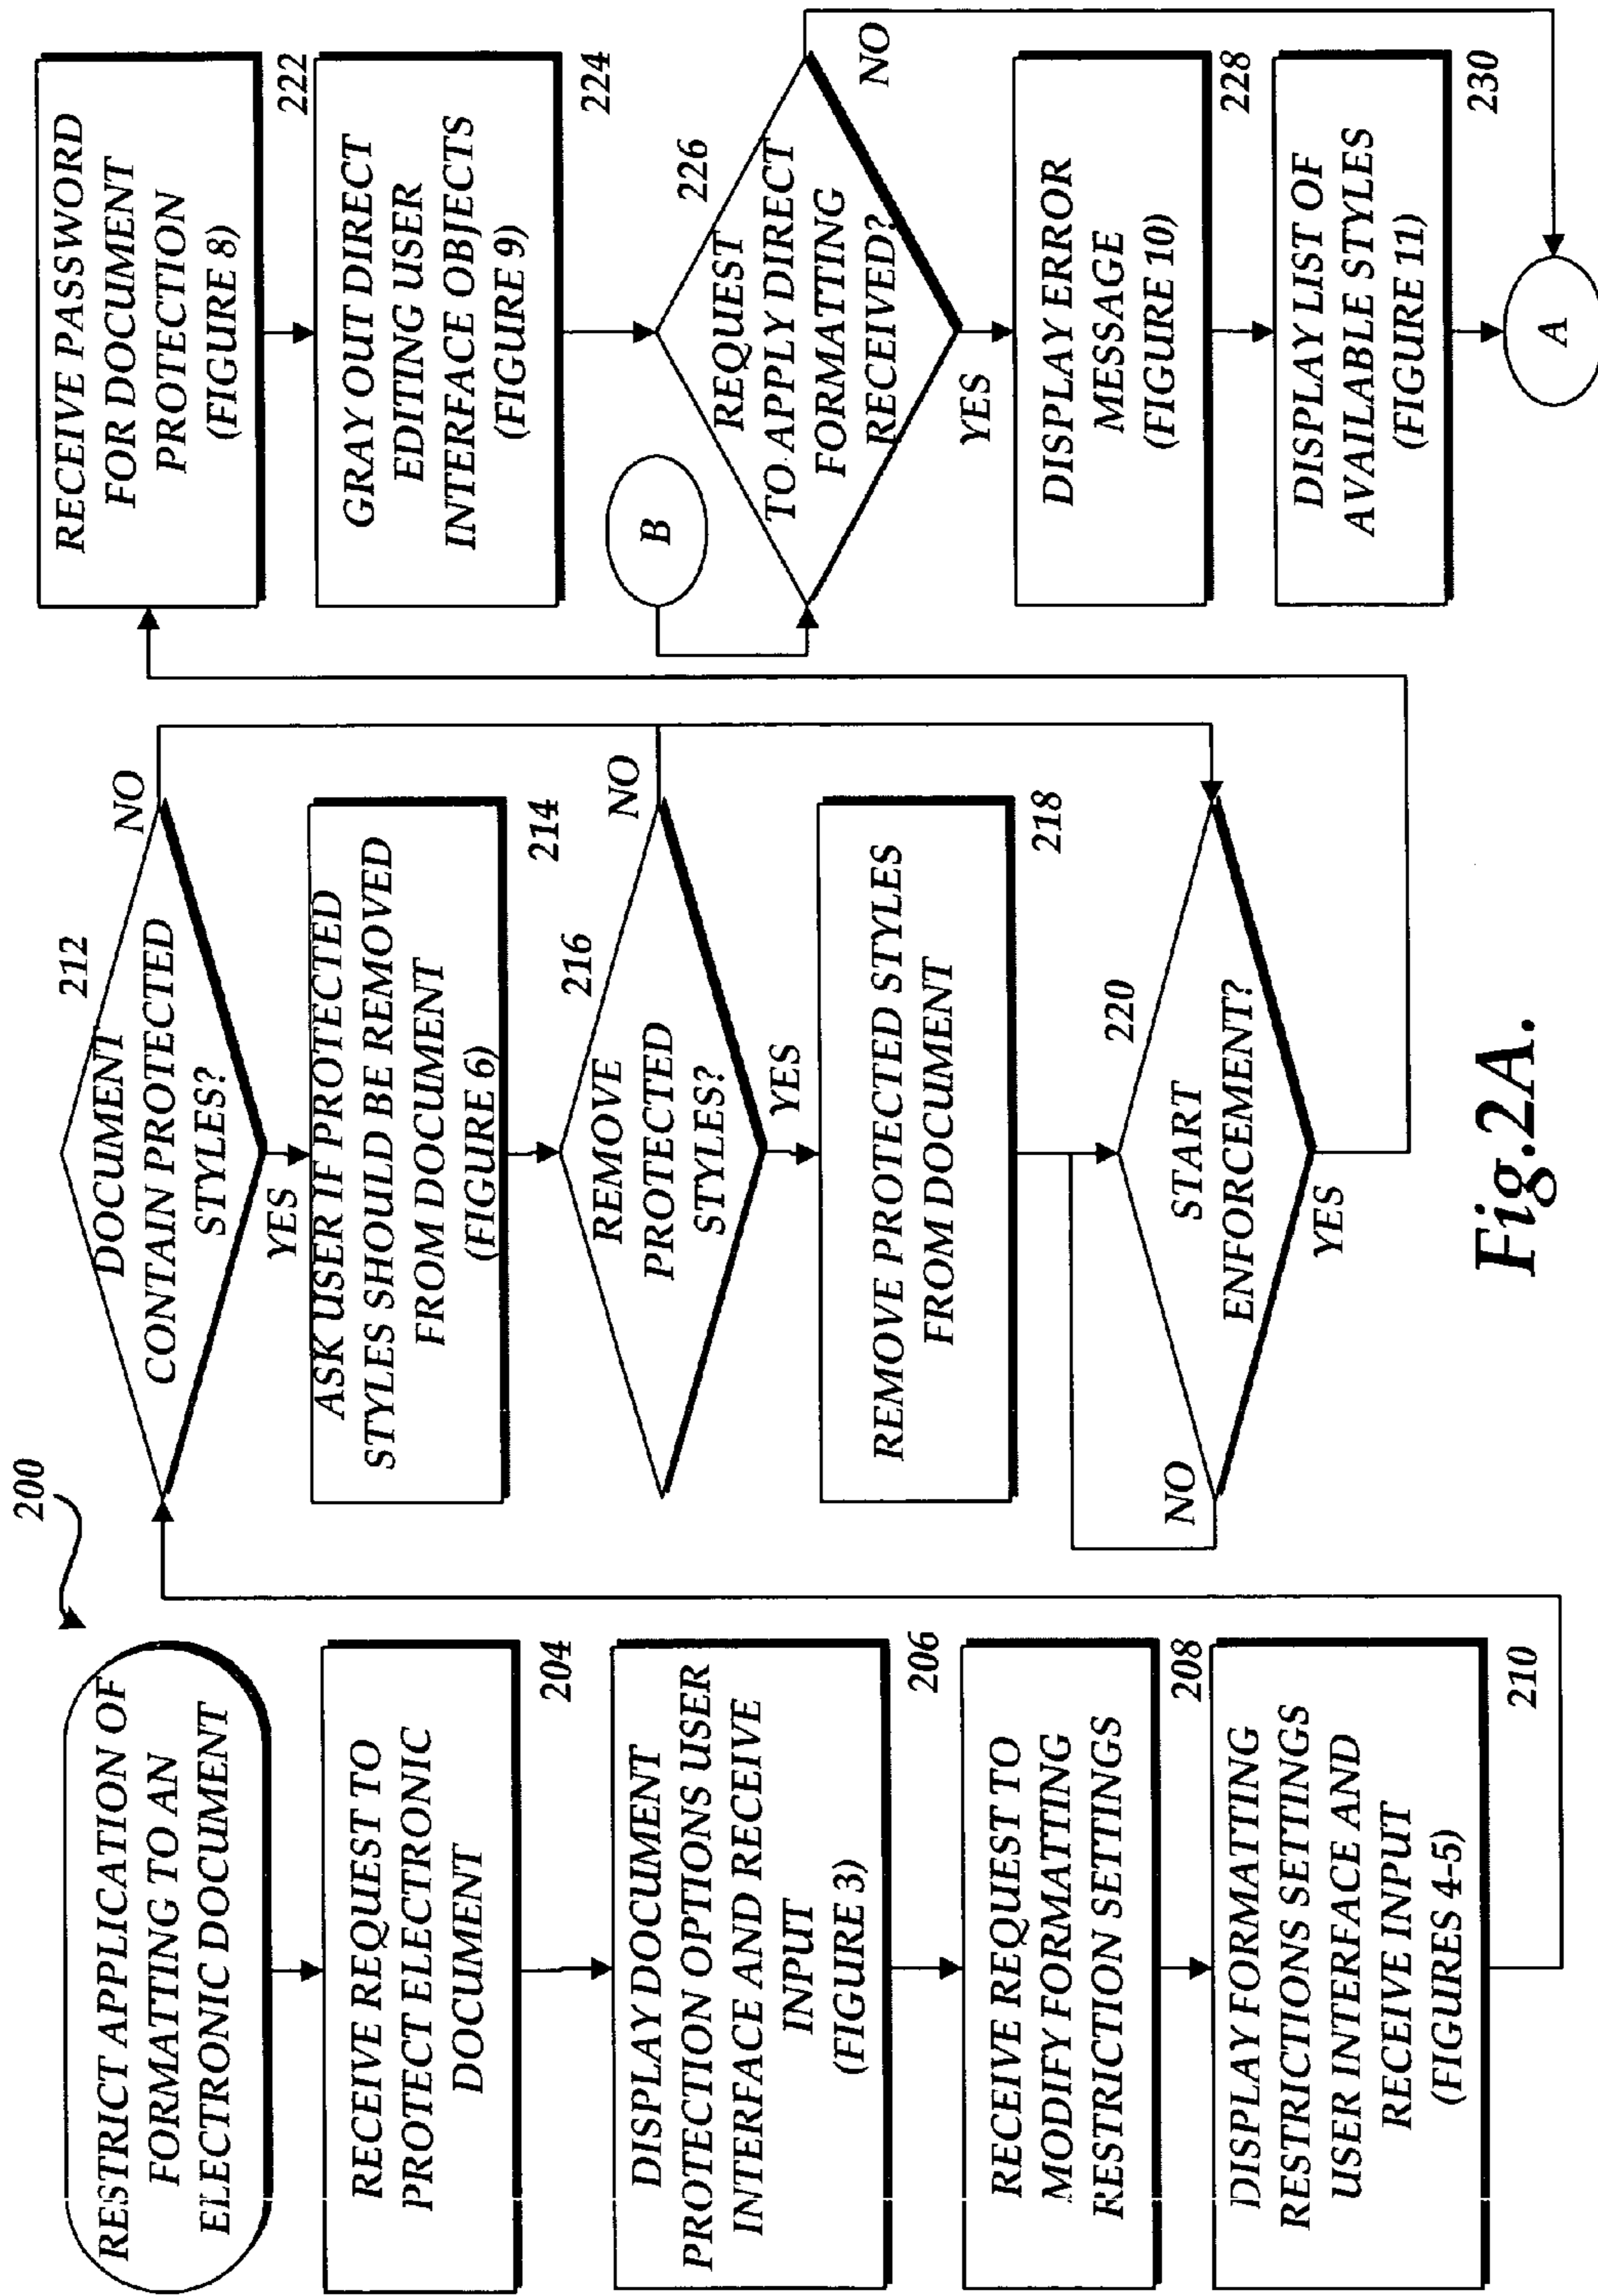 200
RESTRICT APPLICATION OF
FORMATTING TO AN
ELECTRONIC DOCUMENT
RECEIVE REQUEST TO
PROTECT ELECTRONIC
DOCUMENT
204
DISPLAY DOCUMENT
PROTECTION OPTIONS USER
INTERFACE AND RECEIVE
INPUT
(FIGURE 3)
206
RECEIVE REQUEST TO
MODIFY FORMATTING
RESTRICTION SETTINGS
208
DISPLAY FORMATTING
RESTRICTIONS SETTINGS
USER INTERFACE AND
RECEIVE INPUT
(FIGURES 4-5)
210
212
DOCUMENT
CONTAIN PROTECTED
STYLES?
NO
YES
ASK USER IF PROTECTED
STYLES SHOULD BE REMOVED
FROM DOCUMENT
(FIGURE 6)
214
216
REMOVE
PROTECTED
STYLES?
NO
YES
REMOVE PROTECTED STYLES
FROM DOCUMENT
218
220
START
ENFORCEMENT?
NO
YES
RECEIVE PASSWORD
FOR DOCUMENT
PROTECTION
(FIGURE 8)
222
GRAY OUT DIRECT
EDITING USER
INTERFACE OBJECTS
(FIGURE 9)
224
B
226
REQUEST
TO APPLY DIRECT
FORMATTING
RECEIVED?
NO
YES
DISPLAY ERROR
MESSAGE
(FIGURE 10)
228
DISPLAY LIST OF
AVAILABLE STYLES
(FIGURE 11)
230
A
Fig.2A.